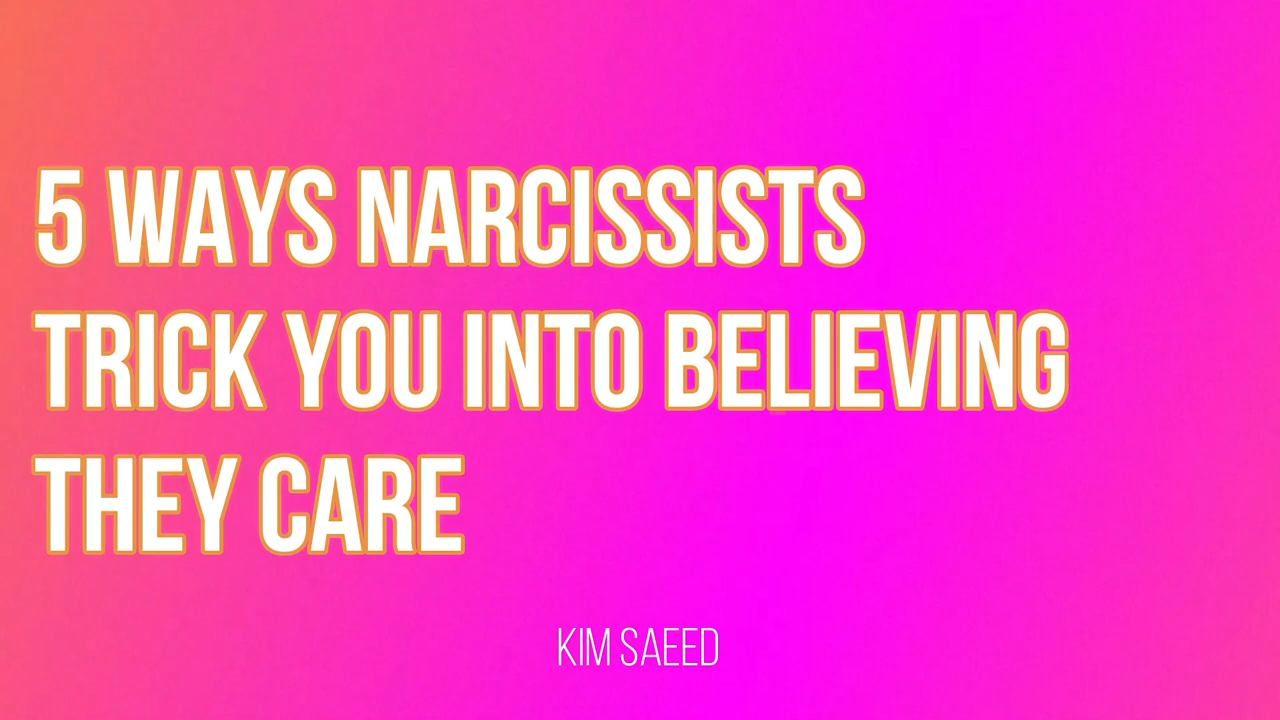 5 WAYS NARCISSISTS
TRICK YOU INTO BELIEVING
THEY CARE
KIM SAEED